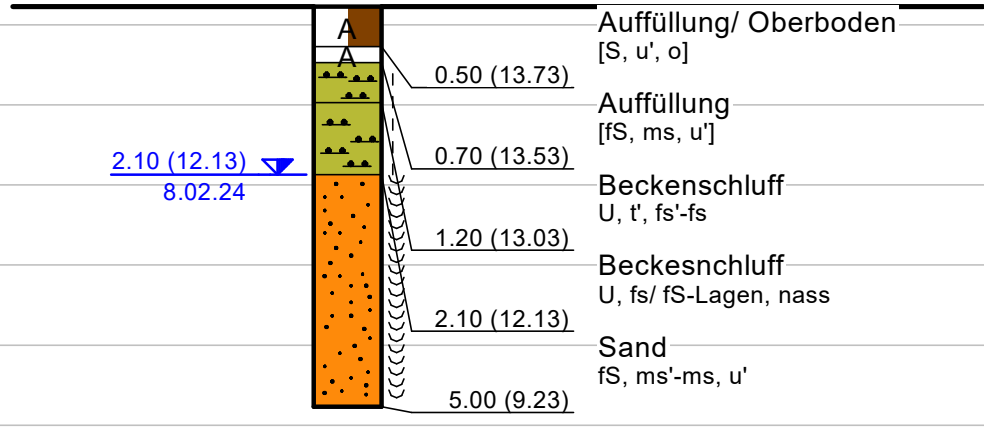 A
A
Auffüllung/ Oberboden
[S, u', o]
0.50 (13.73)
Auffüllung
[fS, ms, u']
0.70 (13.53)
2.10 (12.13)
8.02.24
Beckenschluff
U, t', fs'-fs
1.20 (13.03)
Beckesnchluff
U, fs/ fS-Lagen, nass
2.10 (12.13)
Sand
fS, ms'-ms, u'
5.00 (9.23)